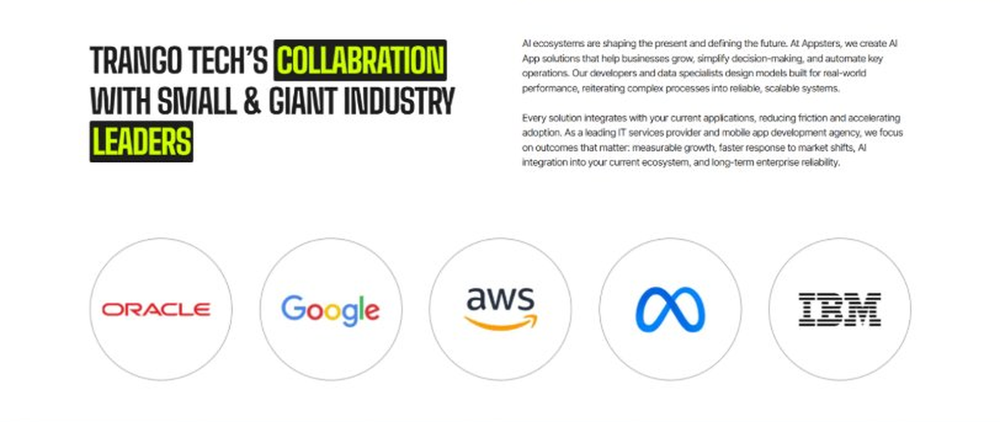 TRANGO TECH’S COLLABRATION
WITH SMALL & GIANT INDUSTRY
LEADERS
AI ecosystems are shaping the present and defining the future. At Appsters, we create AI
App solutions that help businesses grow, simplify decision-making, and automate key
operations. Our developers and data specialists design models built for real-world
performance, reiterating complex processes into reliable, scalable systems.
Every solution integrates with your current applications, reducing friction and accelerating
adoption. As a leading IT services provider and mobile app development agency, we focus
on outcomes that matter: measurable growth, faster response to market shifts, AI
integration into your current ecosystem, and long-term enterprise reliability.
ORACLE
Google
aws
IBM